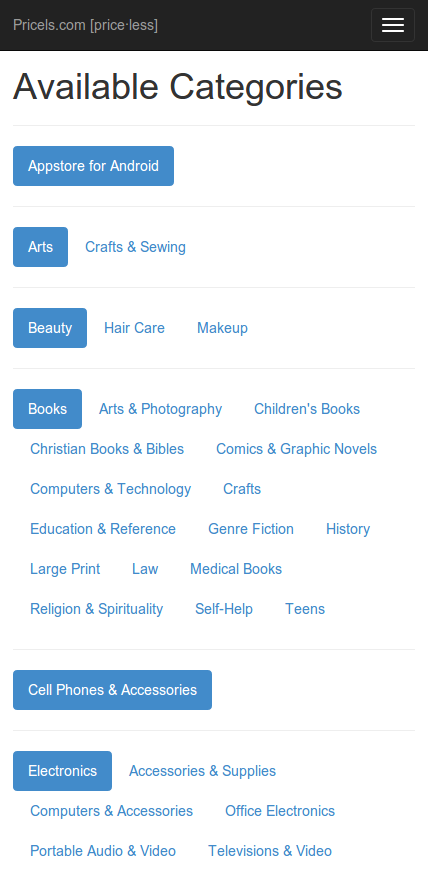 Pricels.com [price·less]
Available Categories
Appstore for Android
Arts Crafts & Sewing
Beauty Hair Care Makeup
Books Arts & Photography Children's Books
Christian Books & Bibles Comics & Graphic Novels
Computers & Technology Crafts
Education & Reference Genre Fiction History
Large Print Law Medical Books
Religion & Spirituality Self-Help Teens
Cell Phones & Accessories
Electronics Accessories & Supplies
Computers & Accessories Office Electronics
Portable Audio & Video Televisions & Video